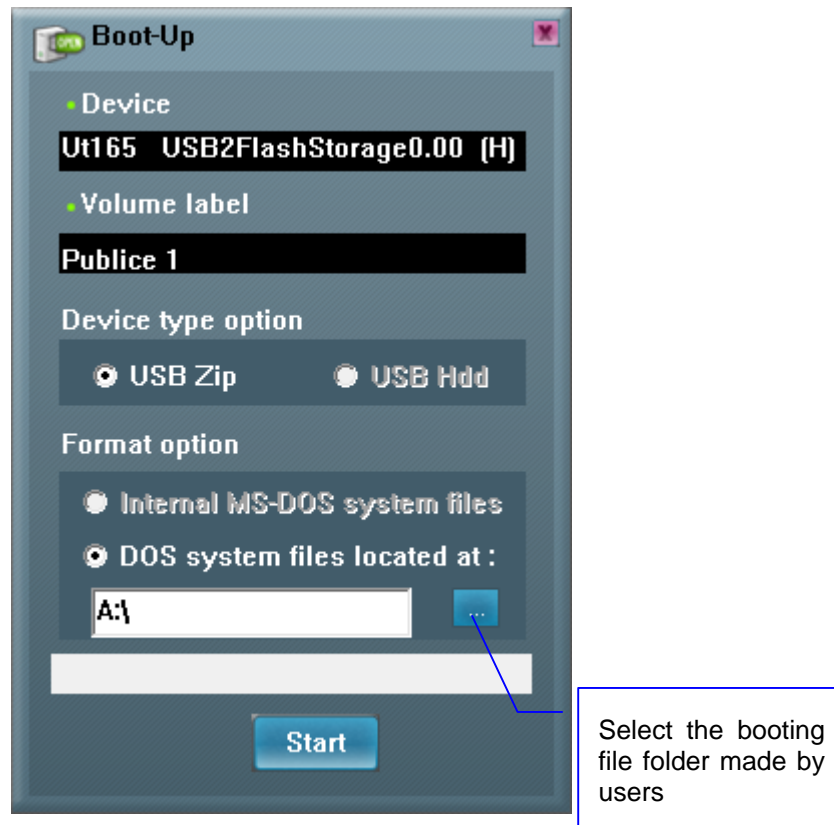 OPEN
Boot-Up
Device
Ut165 USB2FlashStorage0.00 (H)
Volume label
Publice 1
Device type option
USB Zip USB Hdd
Format option
Internal MS-DOS system files
DOS system files located at :
A:\
...
Start
Select the booting
file folder made by
users